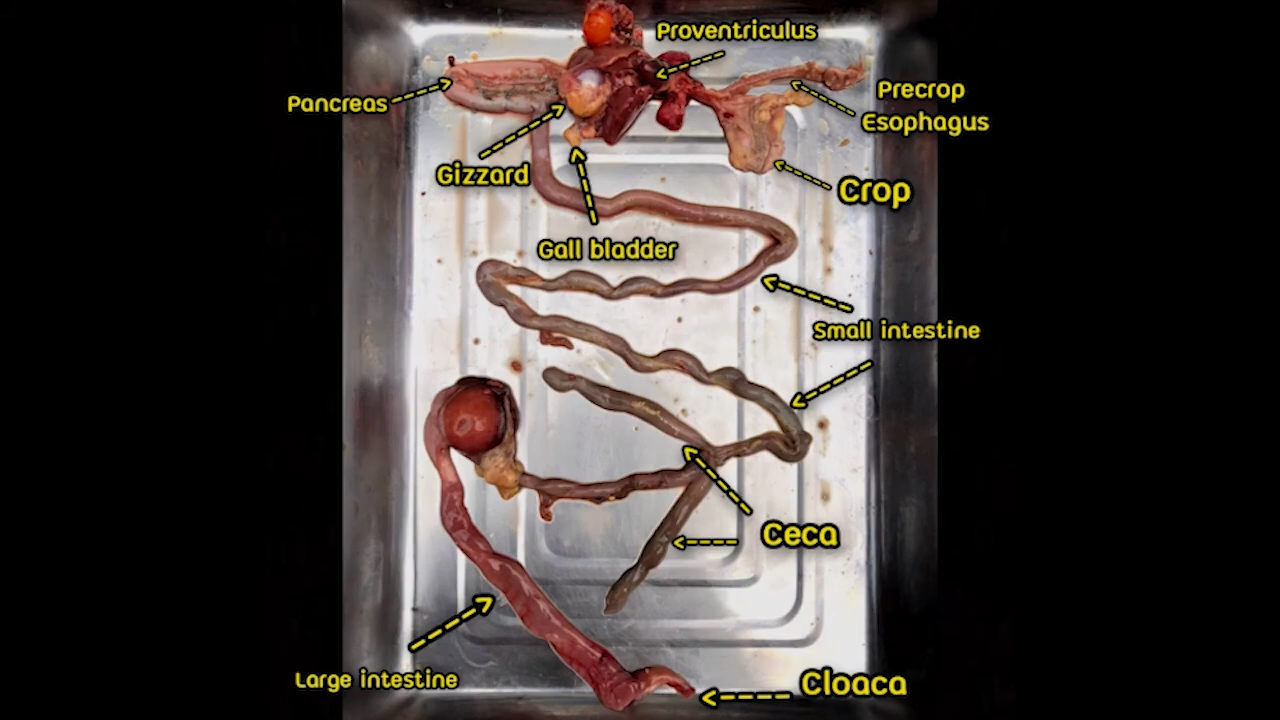 Proventriculus
Precrop
Esophagus
Pancreas
Gizzard
Crop
Gall bladder
Small intestine
Ceca
Large intestine
Cloaca